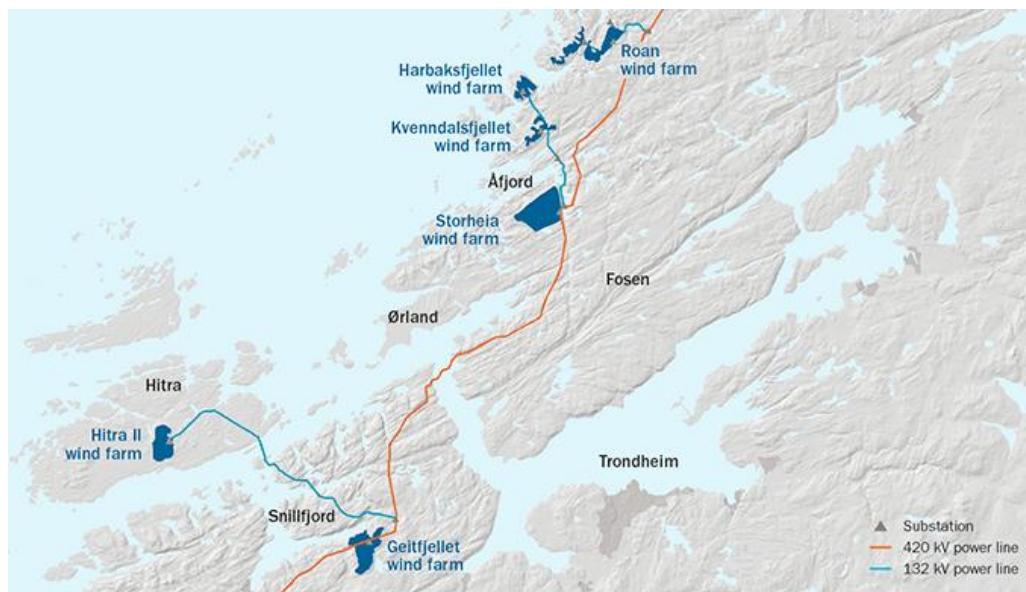 Roan
wind farm
Harbaksfjellet
wind farm
Kvenndalsfjellet
wind farm
Åfjord
Storheia
wind farm
Fosen
Ørland
Hitra
Hitra II
wind farm
Trondheim
Snillfjord
Geitfjellet
wind farm
Substation
420 kV power line
132 kV power line